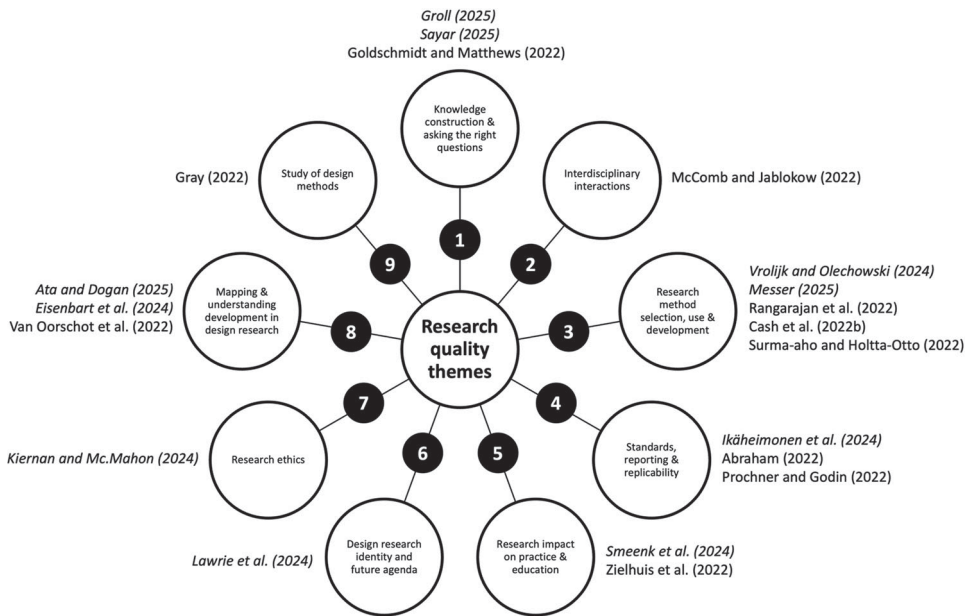 Groll (2025)
Sayar (2025)
Goldschmidt and Matthews (2022)
Knowledge
construction &
asking the right
questions
1
Interdisciplinary
interactions
McComb and Jablokow (2022)
2
Research
method
selection, use &
development
Vrolijk and Olechowski (2024)
Messer (2025)
Rangarajan et al. (2022)
Cash et al. (2022b)
Surma-aho and Holtta-Otto (2022)
3
Standards,
reporting &
replicability
Ikäheimonen et al. (2024)
Abraham (2022)
Prochner and Godin (2022)
4
Research impact
on practice &
education
Smeenk et al. (2024)
Zielhuis et al. (2022)
5
Design research
identity and
future agenda
Lawrie et al. (2024)
6
Research ethics
Kiernan and Mc.Mahon (2024)
7
Mapping &
understanding
development in
design research
Ata and Dogan (2025)
Eisenbart et al. (2024)
Van Oorschot et al. (2022)
8
Study of design
methods
Gray (2022)
9
Research
quality
themes